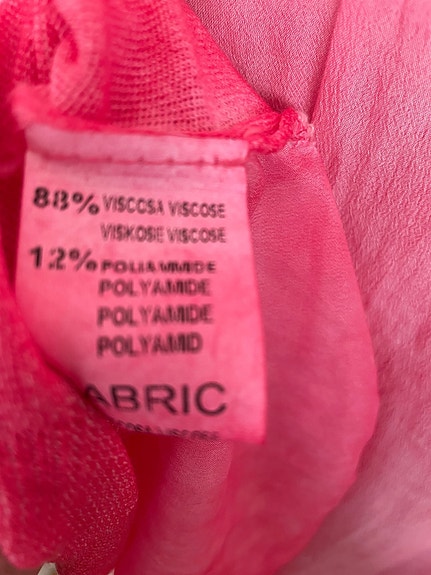 88% VISCOSA VISCOSE
VISKOSE VISCOSE
12% POLIAMMIDE
POLYAMIDE
POLYAMIDE
POLYAMID
ABRIC